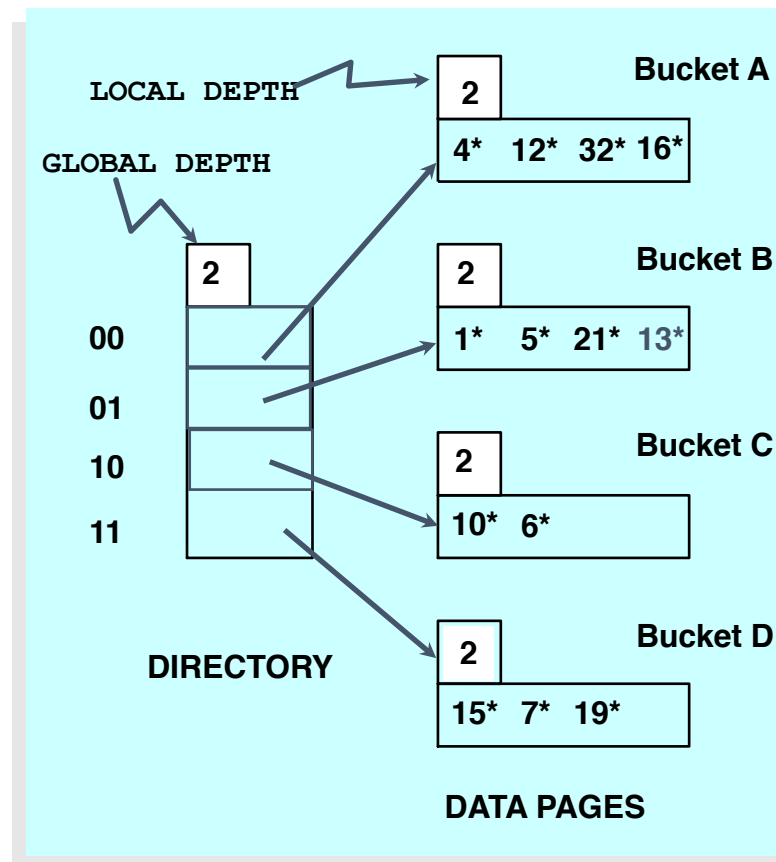 LOCAL DEPTH
GLOBAL DEPTH
2
00
01
10
11
DIRECTORY
2
Bucket A
4* 12* 32* 16*
2
Bucket B
1* 5* 21* 13*
2
Bucket C
10* 6*
2
Bucket D
15* 7* 19*
DATA PAGES